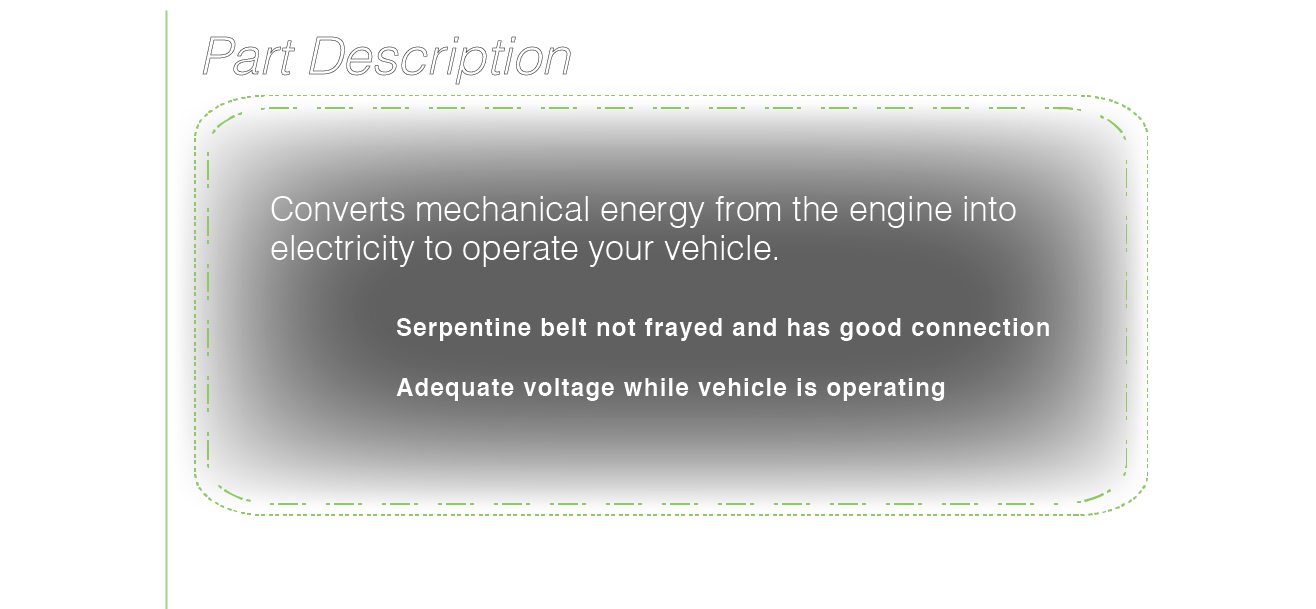 Part Description
Converts mechanical energy from the engine into
electricity to operate your vehicle.
Serpentine belt not frayed and has good connection
Adequate voltage while vehicle is operating